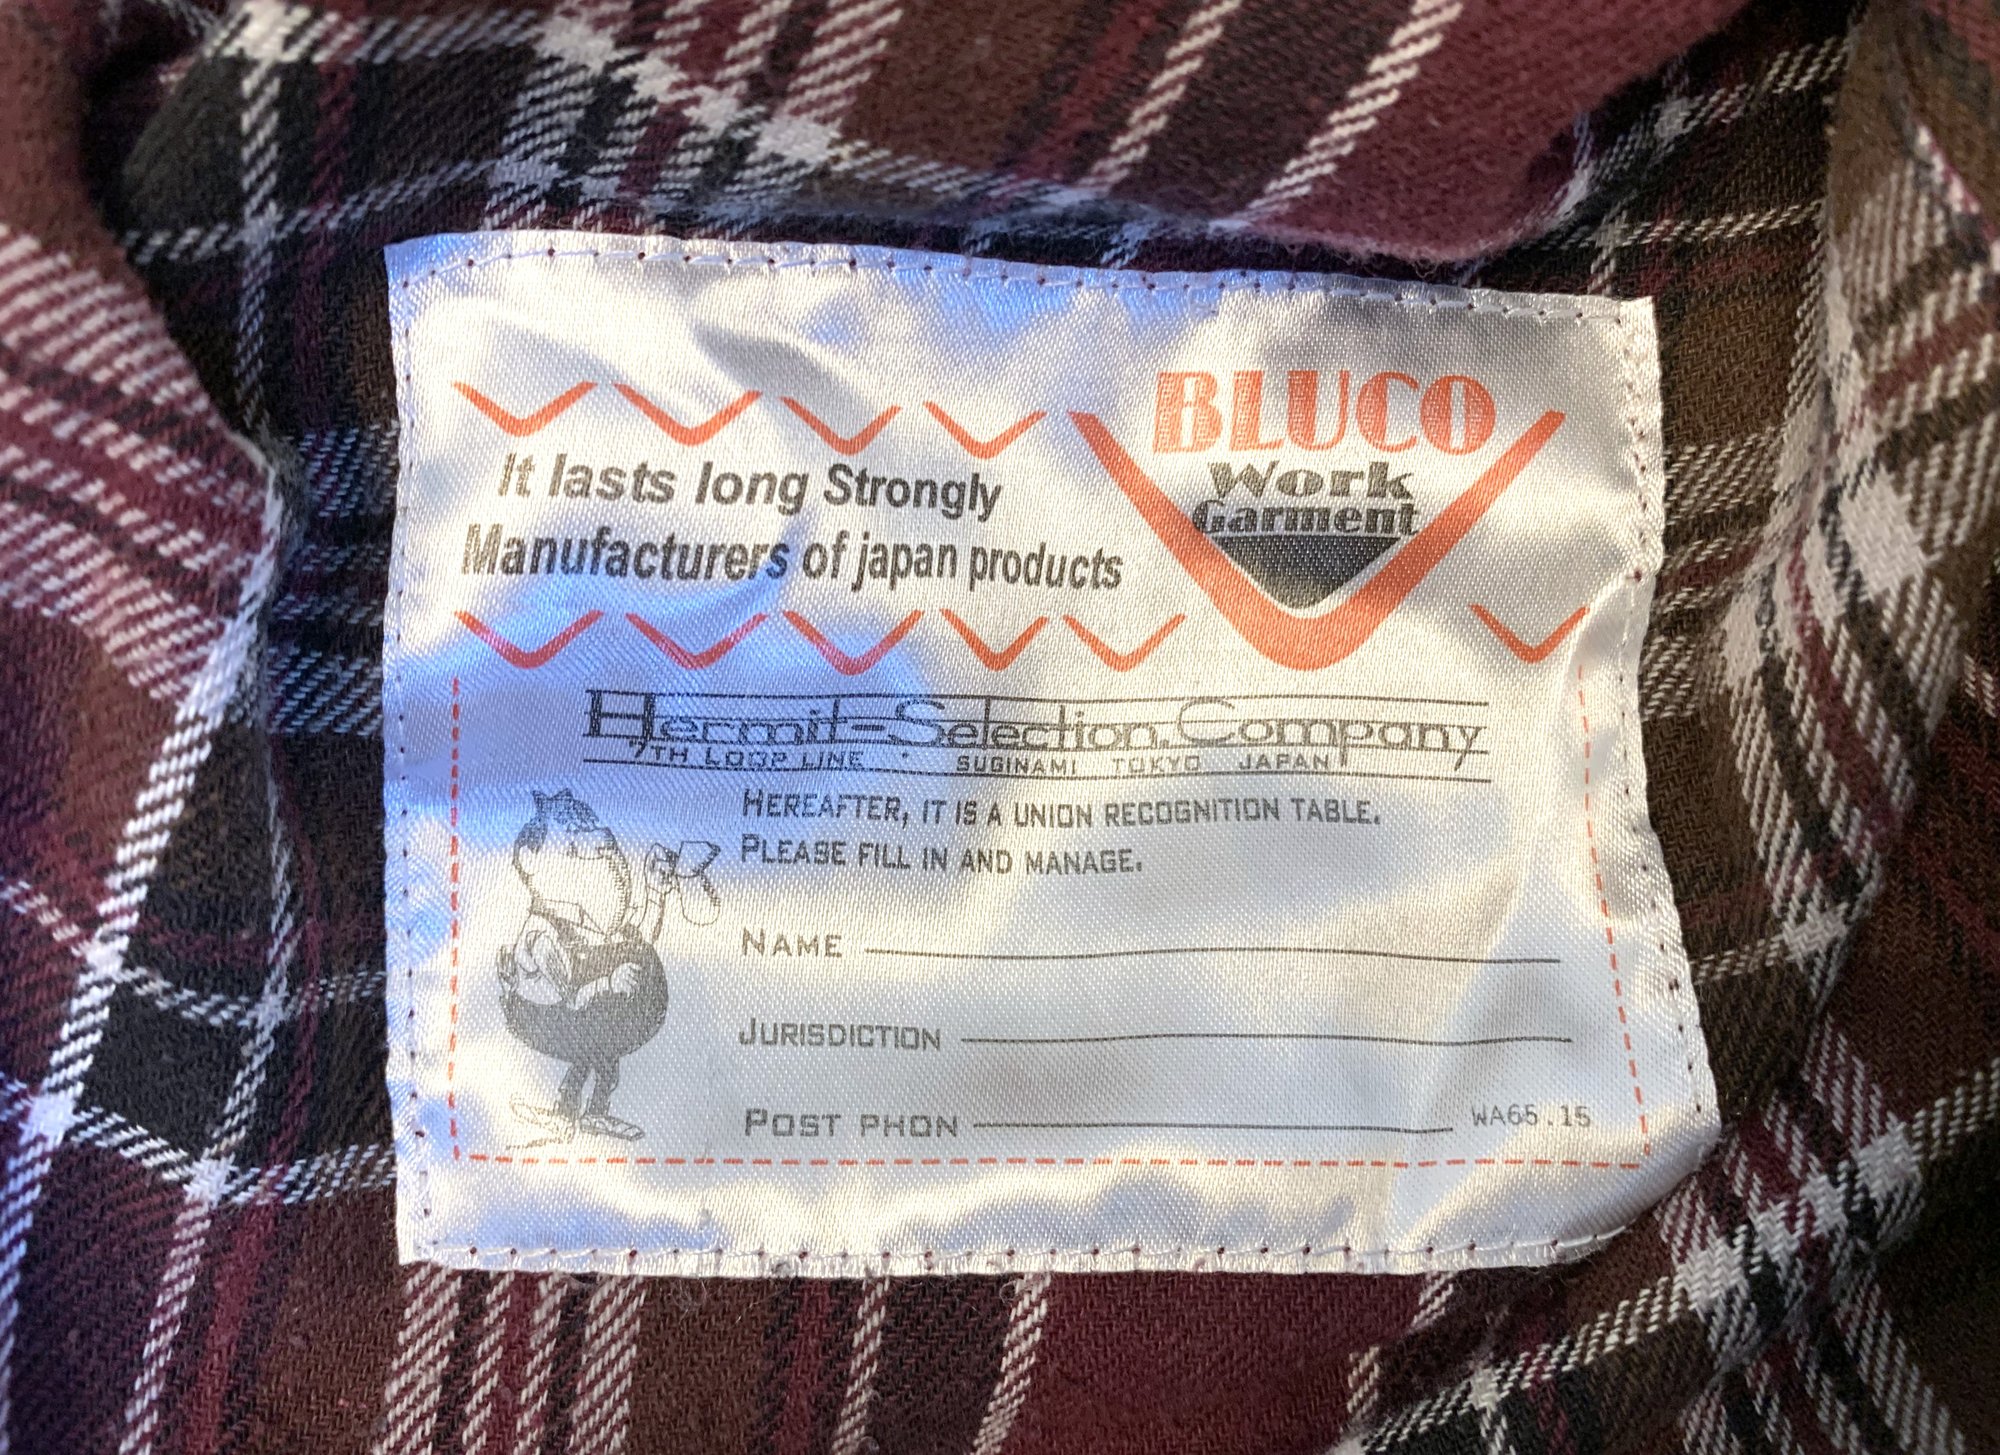 BLUCO
Work
Garment
It lasts long Strongly
Manufacturers of japan products
Hermit-Selection.Company
7TH LOOP LINE · SUGINAMI TOKYO JAPAN
HEREAFTER, IT IS A UNION RECOGNITION TABLE.
PLEASE FILL IN AND MANAGE.
NAME
JURISDICTION
POST PHON WA65.15